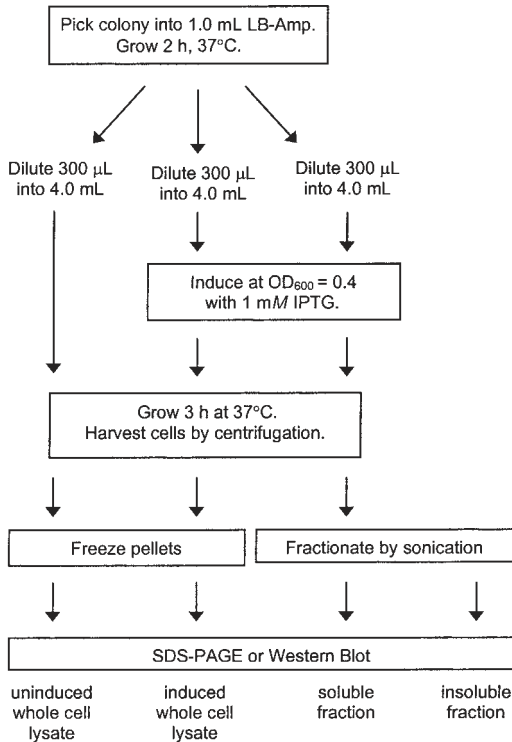 Pick colony into 1.0 mL LB-Amp.
Grow 2 h, 37°C.
Dilute 300 µL
into 4.0 mL
Dilute 300 µL
into 4.0 mL
Dilute 300 µL
into 4.0 mL
Induce at OD600 = 0.4
with 1 mM IPTG.
Grow 3 h at 37°C.
Harvest cells by centrifugation.
Freeze pellets
Fractionate by sonication
SDS-PAGE or Western Blot
uninduced
whole cell
lysate
induced
whole cell
lysate
soluble
fraction
insoluble
fraction